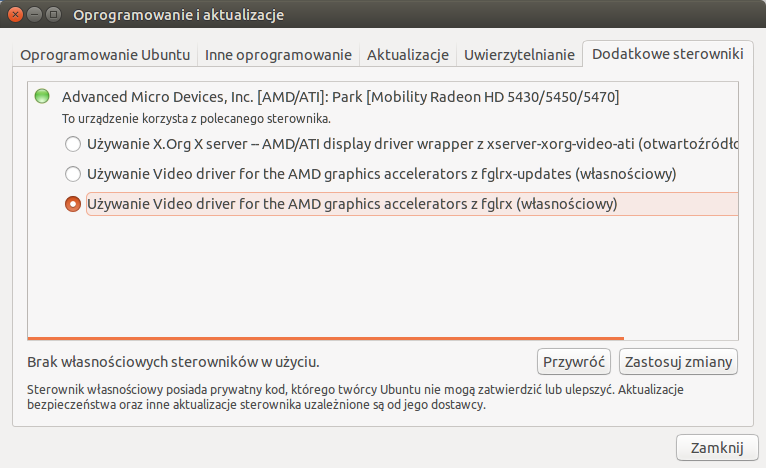 Oprogramowanie i aktualizacje
Oprogramowanie Ubuntu
Inne oprogramowanie
Aktualizacje
Uwierzytelnianie
Dodatkowe sterowniki
Advanced Micro Devices, Inc. [AMD/ATI]: Park [Mobility Radeon HD 5430/5450/5470]
To urządzenie korzysta z polecanego sterownika.
Używanie X.Org X server -- AMD/ATI display driver wrapper z xserver-xorg-video-ati (otwartoźródło
Używanie Video driver for the AMD graphics accelerators z fglrx-updates (własnościowy)
Używanie Video driver for the AMD graphics accelerators z fglrx (własnościowy)
Brak własnościowych sterowników w użyciu.
Przywróć
Zastosuj zmiany
Sterownik własnościowy posiada prywatny kod, którego twórcy Ubuntu nie mogą zatwierdzić lub ulepszyć. Aktualizacje
bezpieczeństwa oraz inne aktualizacje sterownika uzależnione są od jego dostawcy.
Zamknij